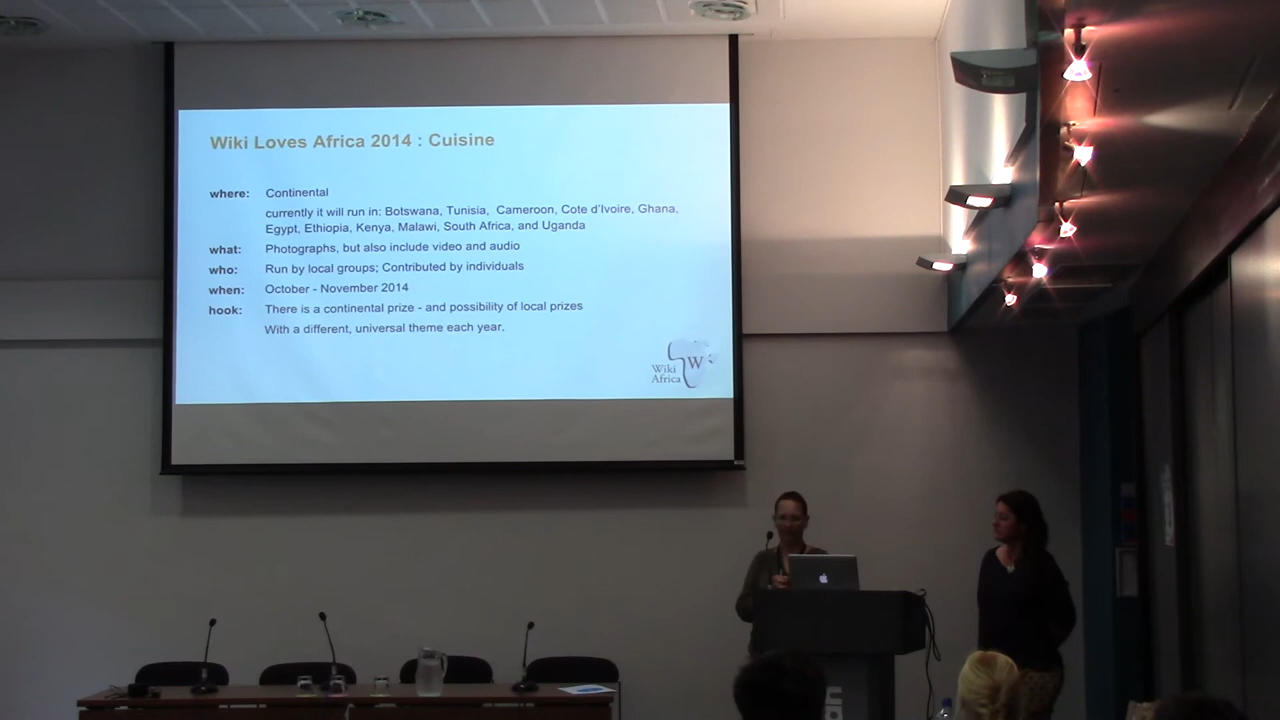 Wiki Loves Africa 2014 : Cuisine
where: Continental
currently it will run in: Botswana, Tunisia, Cameroon, Cote d'Ivoire, Ghana,
Egypt, Ethiopia, Kenya, Malawi, South Africa, and Uganda
what: Photographs, but also include video and audio
who: Run by local groups; Contributed by individuals
when: October - November 2014
hook: There is a continental prize - and possibility of local prizes
With a different, universal theme each year.
W
Wiki
Africa